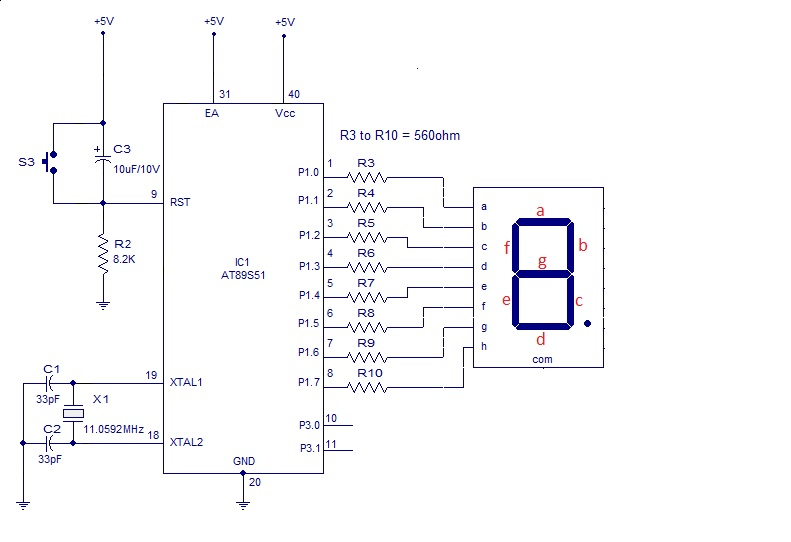 +5V
+5V
+5V
31
40
EA
Vcc
R3 to R10 = 560ohm
S3
+
C3
10uF/10V
9
RST
R2
8.2K
IC1
AT89S51
P1.0
1
R3
P1.1
2
R4
P1.2
3
R5
P1.3
4
R6
P1.4
5
R7
P1.5
6
R8
P1.6
7
R9
P1.7
8
R10
P3.0
10
P3.1
11
a
b
c
d
e
f
g
h
a
f
b
g
e
c
d
com
C1
33pF
X1
11.0592MHz
C2
33pF
19
XTAL1
18
XTAL2
GND
20